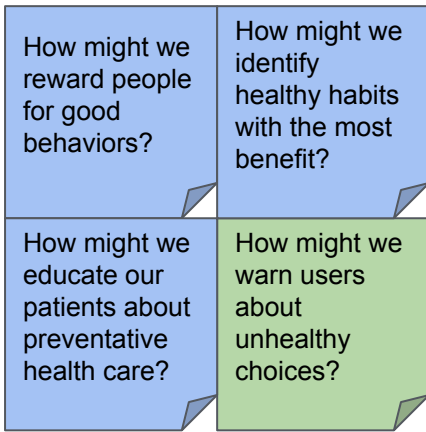 How might we
reward people
for good
behaviors?
How might we
identify
healthy habits
with the most
benefit?
How might we
educate our
patients about
preventative
health care?
How might we
warn users
about
unhealthy
choices?